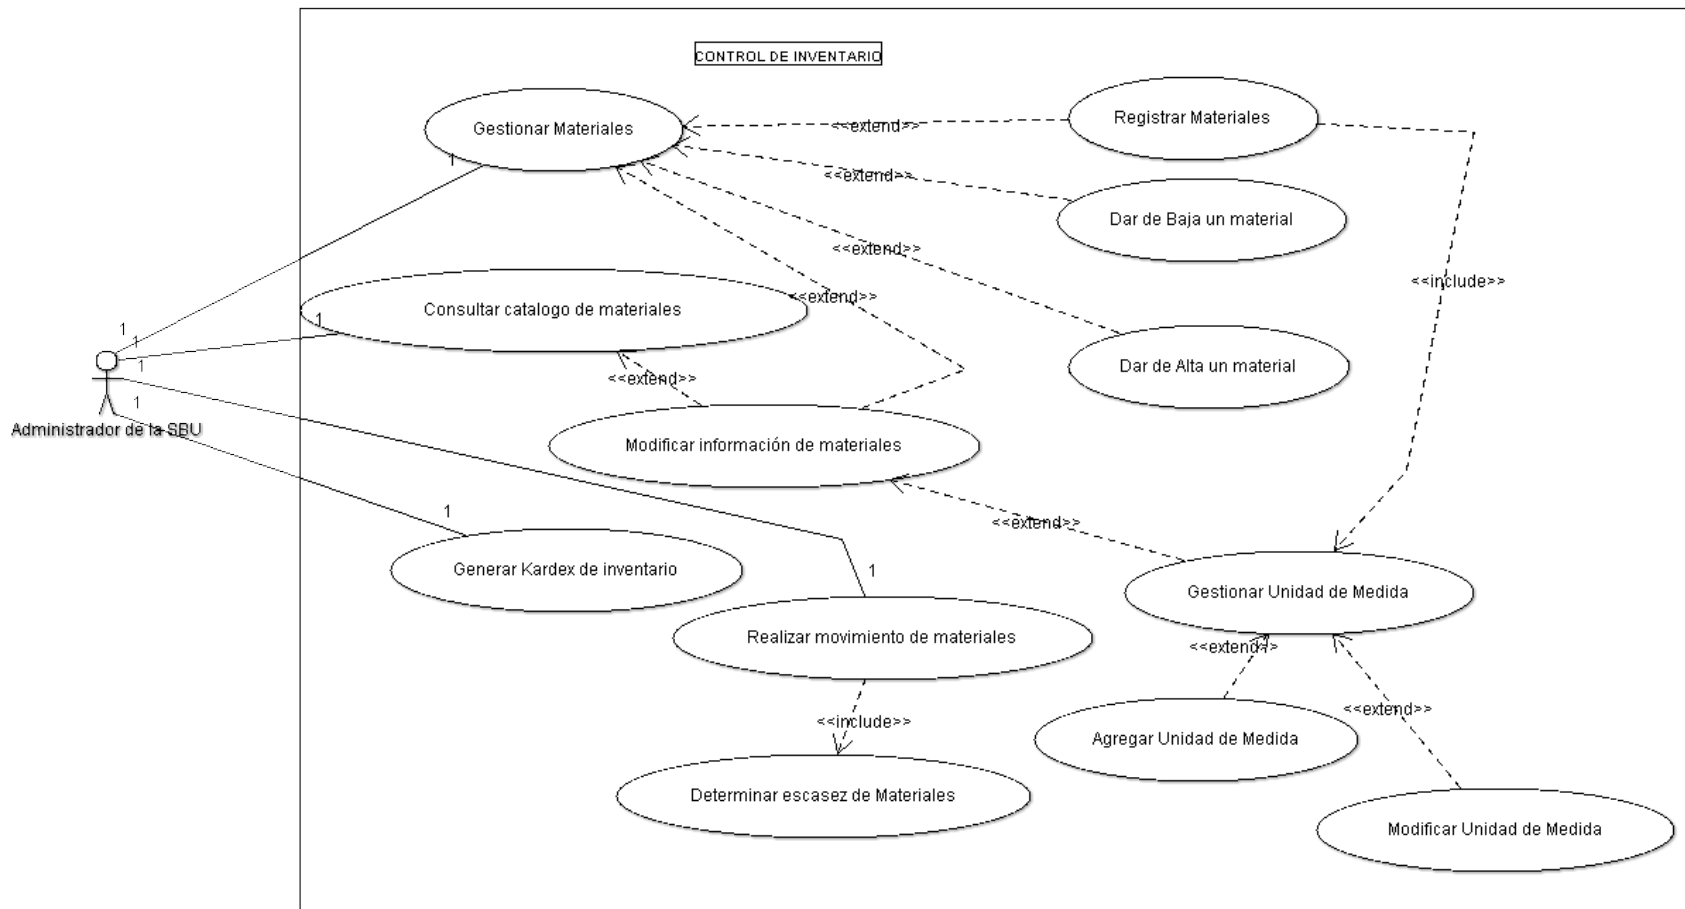 CONTROL DE INVENTARIO
Gestionar Materiales
Registrar Materiales
<<extend>>
1
<<extend>>
Dar de Baja un material
<<extend>>
<<include>>
Consultar catalogo de materiales
<<extend>>
1
1
1
1
Dar de Alta un material
<<extend>>
1
Administrador de la SBU
Modificar información de materiales
1
<<extend>>
Generar Kardex de inventario
1
Gestionar Unidad de Medida
Realizar movimiento de materiales
<<extend>>
<<include>>
<<extend>>
Agregar Unidad de Medida
Determinar escasez de Materiales
Modificar Unidad de Medida